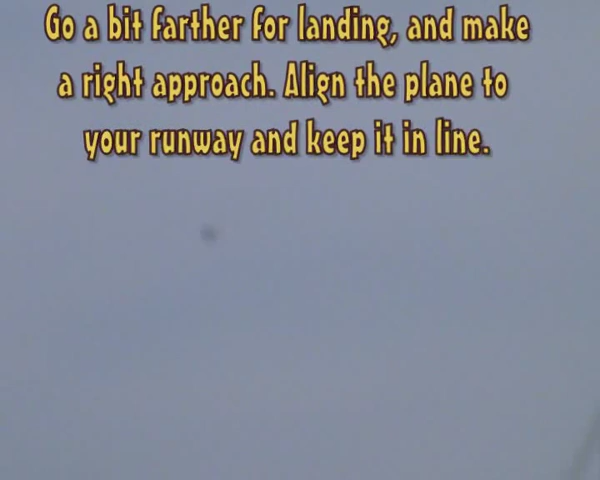 Go a bit farther for landing, and make
a right approach. Align the plane to
your runway and keep it in line.